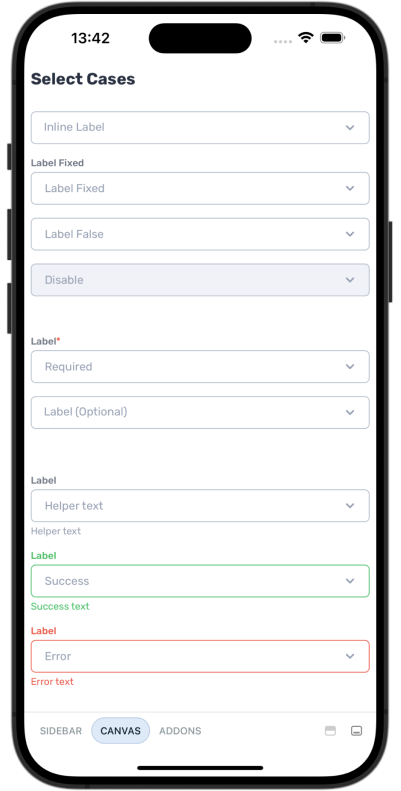 13:42
Select Cases
Inline Label
Label Fixed
Label Fixed
Label False
Disable
Label*
Required
Label (Optional)
Label
Helper text
Helper text
Label
Success
Success text
Label
Error
Error text
SIDEBAR CANVAS ADDONS